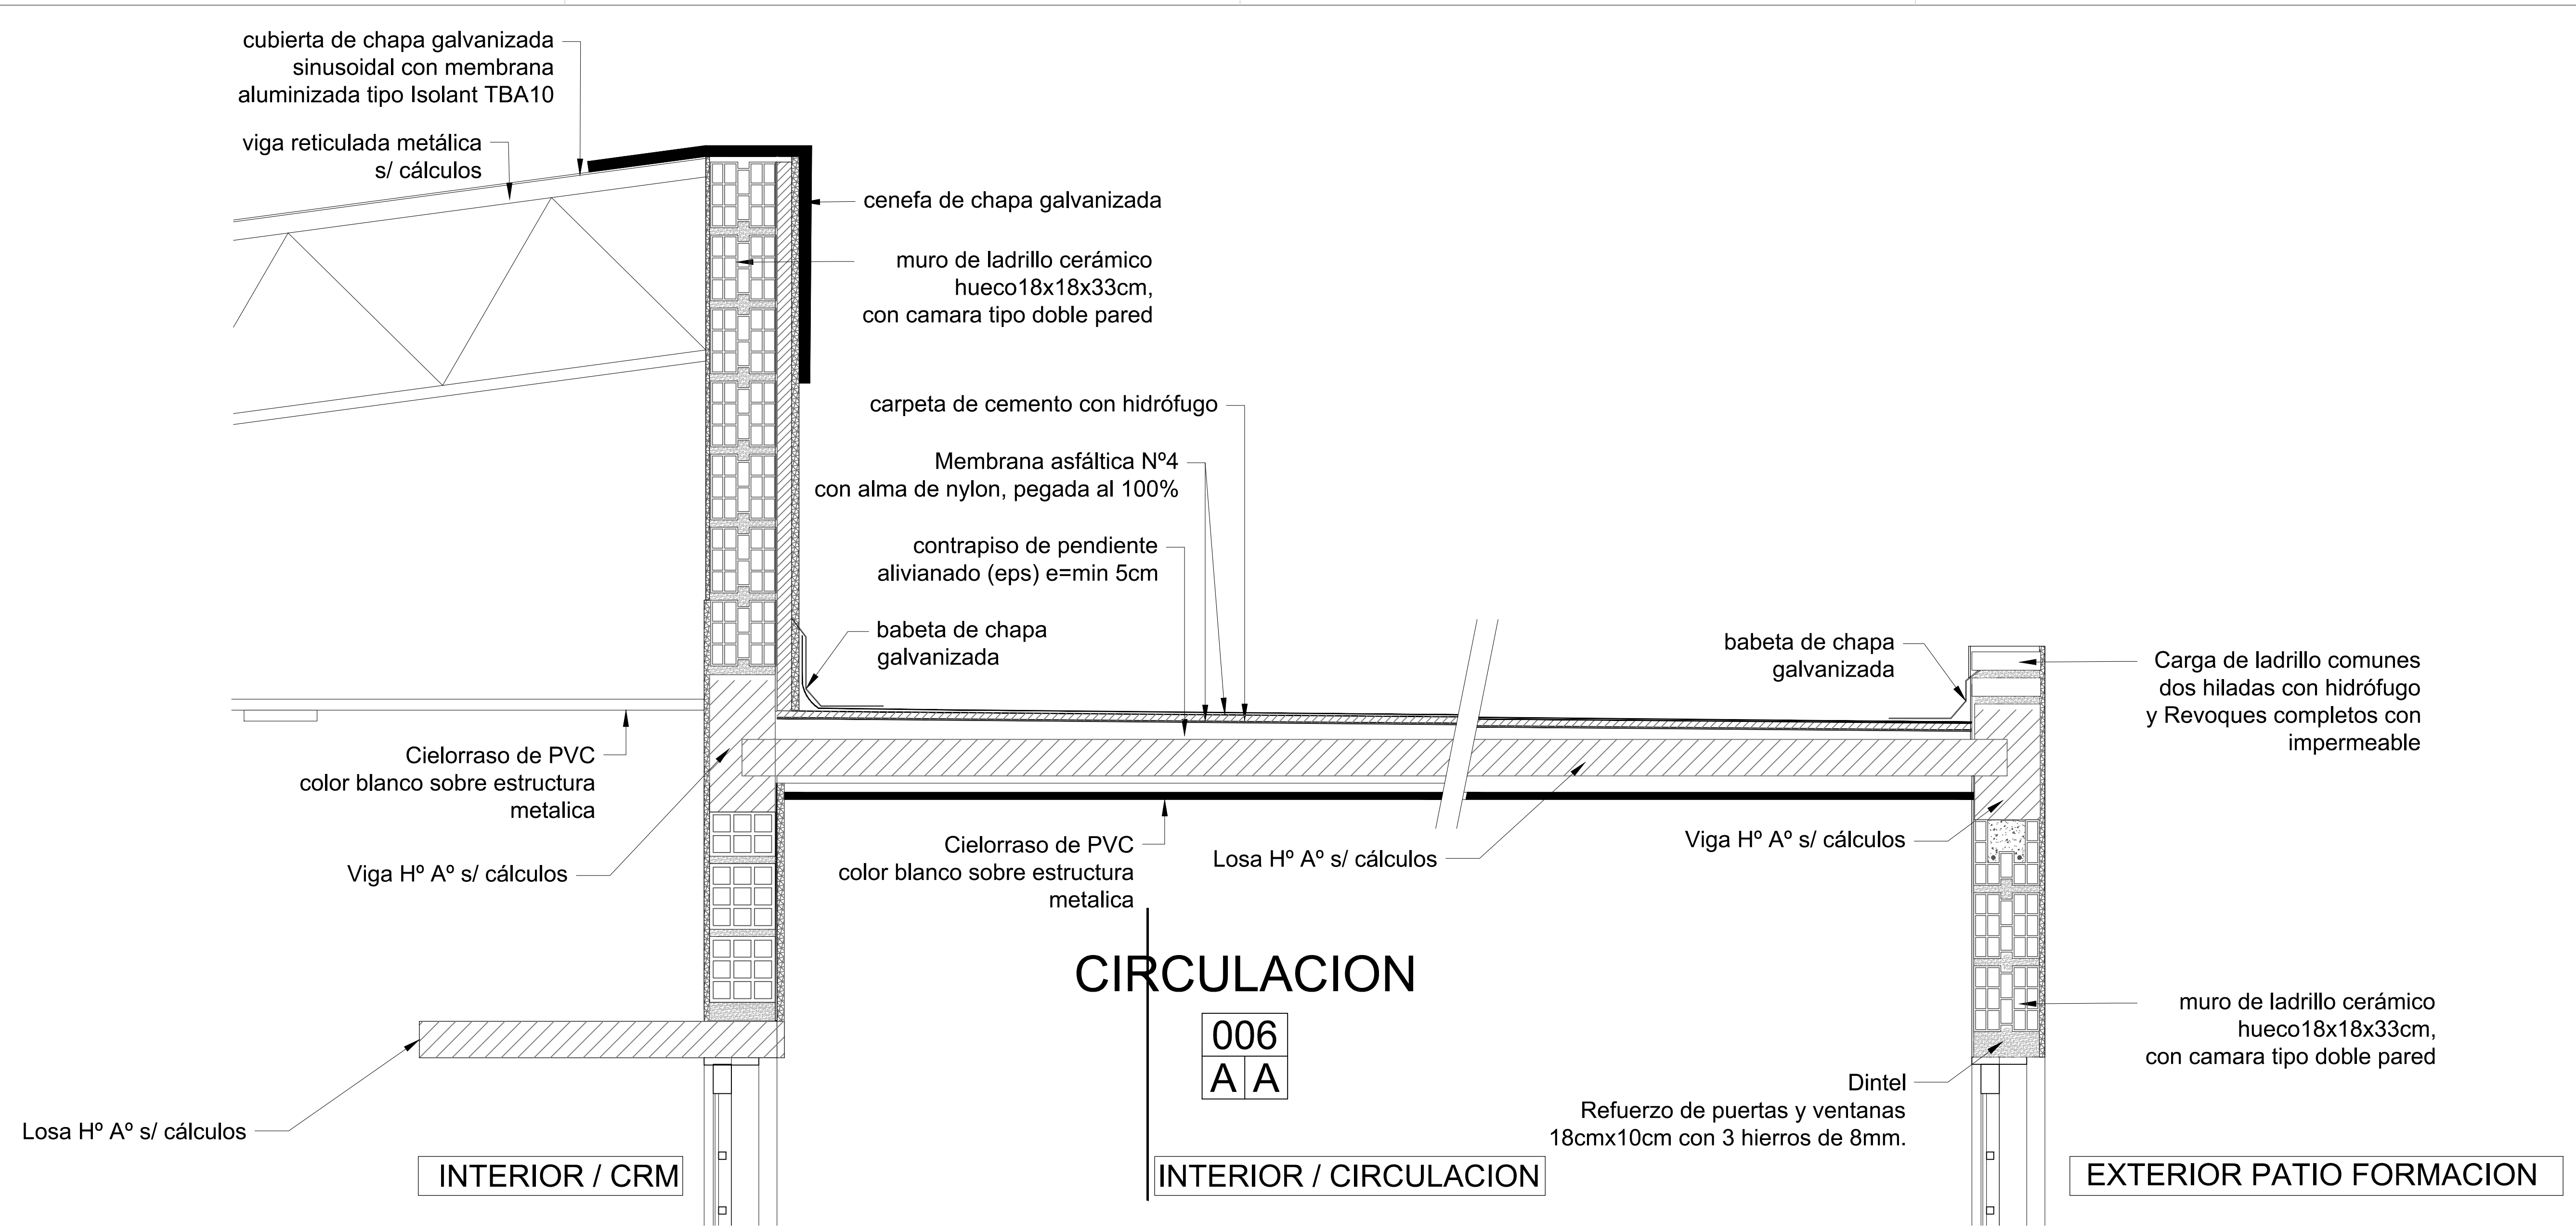 cubierta de chapa galvanizada
sinusoidal con membrana
aluminizada tipo Isolant TBA10
viga reticulada metálica
s/ cálculos
cenefa de chapa galvanizada
muro de ladrillo cerámico
hueco18x18x33cm,
con camara tipo doble pared
carpeta de cemento con hidrófugo
Membrana asfáltica Nº4
con alma de nylon, pegada al 100%
contrapiso de pendiente
alivianado (eps) e=min 5cm
babeta de chapa
galvanizada
babeta de chapa
galvanizada
Carga de ladrillo comunes
dos hiladas con hidrófugo
y Revoques completos con
impermeable
Cielorraso de PVC
color blanco sobre estructura
metalica
Viga Hº Aº s/ cálculos
Cielorraso de PVC
color blanco sobre estructura
metalica
Losa Hº Aº s/ cálculos
Viga Hº Aº s/ cálculos
CIRCULACION
006
A A
muro de ladrillo cerámico
hueco18x18x33cm,
con camara tipo doble pared
Dintel
Refuerzo de puertas y ventanas
18cmx10cm con 3 hierros de 8mm.
Losa Hº Aº s/ cálculos
INTERIOR / CRM
INTERIOR / CIRCULACION
EXTERIOR PATIO FORMACION